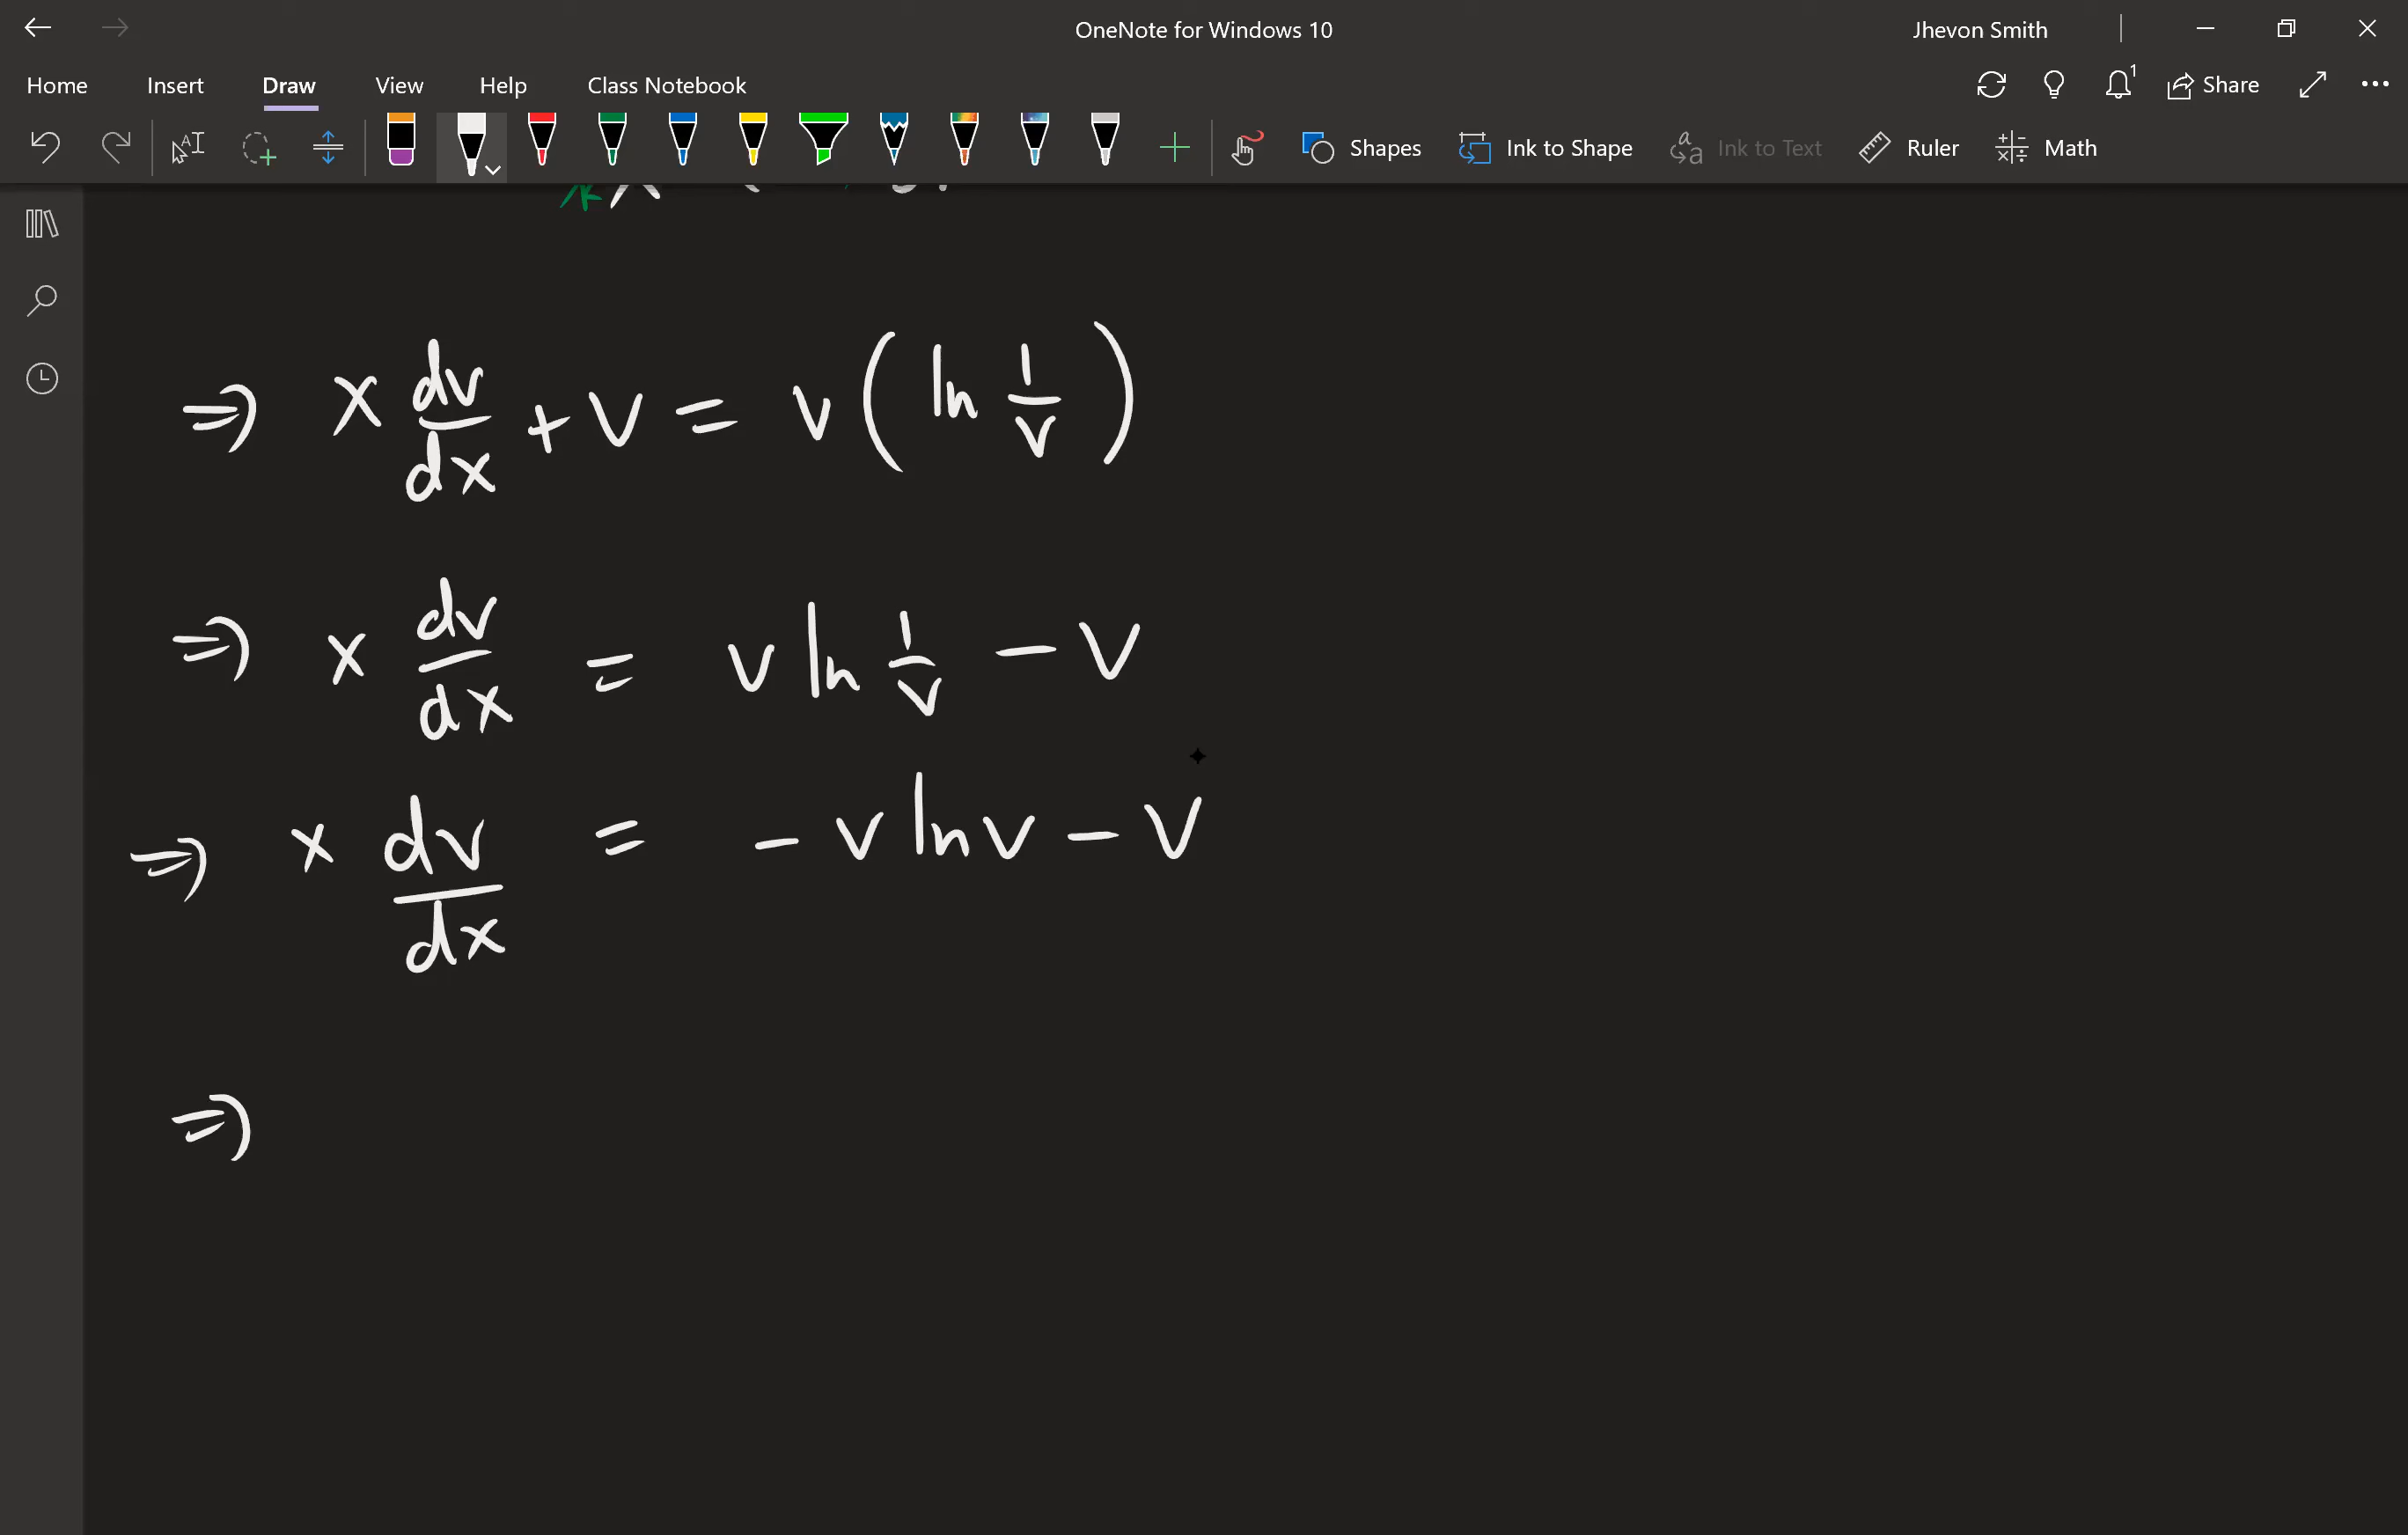 OneNote for Windows 10
Jhevon Smith
Home Insert Draw View Help Class Notebook
1
Share
Shapes Ink to Shape Ink to Text Ruler Math
⇒ x dv/dx + v = v(ln 1/v)
⇒ x dv/dx = v ln 1/v - v
⇒ x dv/dx = - v ln v - v
⇒